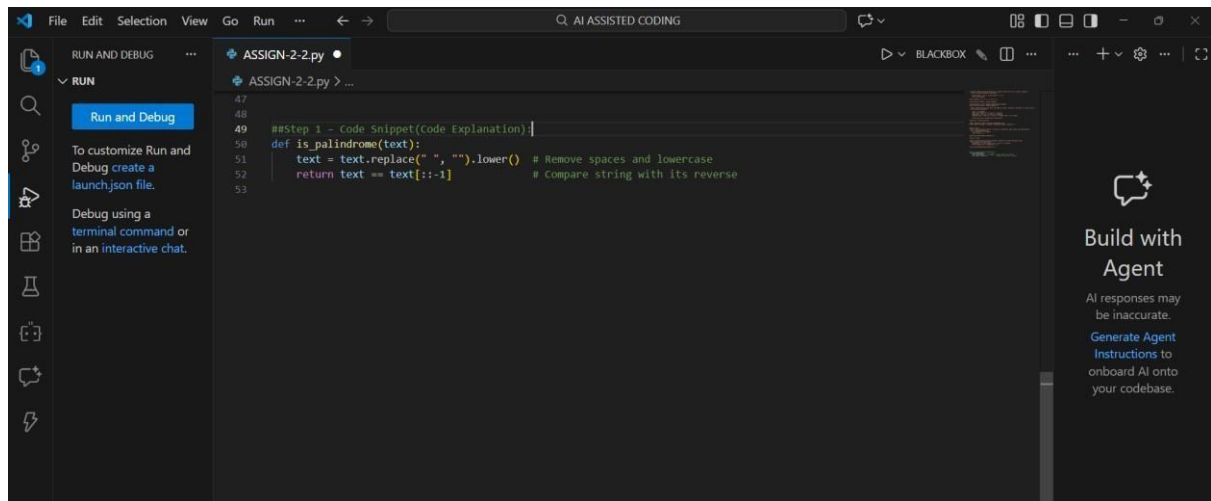 File Edit Selection View Go Run ··· ← → AI ASSISTED CODING
RUN AND DEBUG ···
RUN
Run and Debug
To customize Run and
Debug create a
launch.json file.
Debug using a
terminal command or
in an interactive chat.
1
ASSIGN-2-2.py ●
BLACKBOX
ASSIGN-2-2.py > ...
47
48
49 ##Step 1 – Code Snippet(Code Explanation):
50 def is_palindrome(text):
51 text = text.replace(" ", "").lower() # Remove spaces and lowercase
52 return text == text[::-1] # Compare string with its reverse
53
Build with
Agent
AI responses may
be inaccurate.
Generate Agent
Instructions to
onboard AI onto
your codebase.